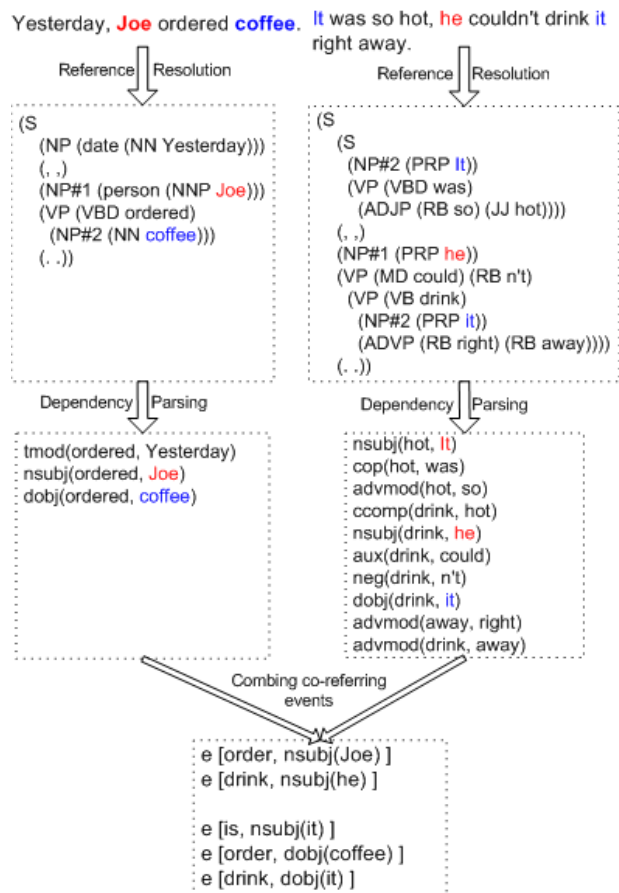 Yesterday, Joe ordered coffee.
Reference Resolution
(S
(NP (date (NN Yesterday)))
(, ,)
(NP#1 (person (NNP Joe)))
(VP (VBD ordered)
(NP#2 (NN coffee)))
(. .))
Dependency Parsing
tmod(ordered, Yesterday)
nsubj(ordered, Joe)
dobj(ordered, coffee)
It was so hot, he couldn't drink it
right away.
Reference Resolution
(S
(S
(NP#2 (PRP It))
(VP (VBD was)
(ADJP (RB so) (JJ hot))))
(, ,)
(NP#1 (PRP he))
(VP (MD could) (RB n't)
(VP (VB drink)
(NP#2 (PRP it))
(ADVP (RB right) (RB away))))
(. .))
Dependency Parsing
nsubj(hot, It)
cop(hot, was)
advmod(hot, so)
ccomp(drink, hot)
nsubj(drink, he)
aux(drink, could)
neg(drink, n't)
dobj(drink, it)
advmod(away, right)
advmod(drink, away)
Combing co-referring
events
e [order, nsubj(Joe) ]
e [drink, nsubj(he) ]
e [is, nsubj(it) ]
e [order, dobj(coffee) ]
e [drink, dobj(it) ]